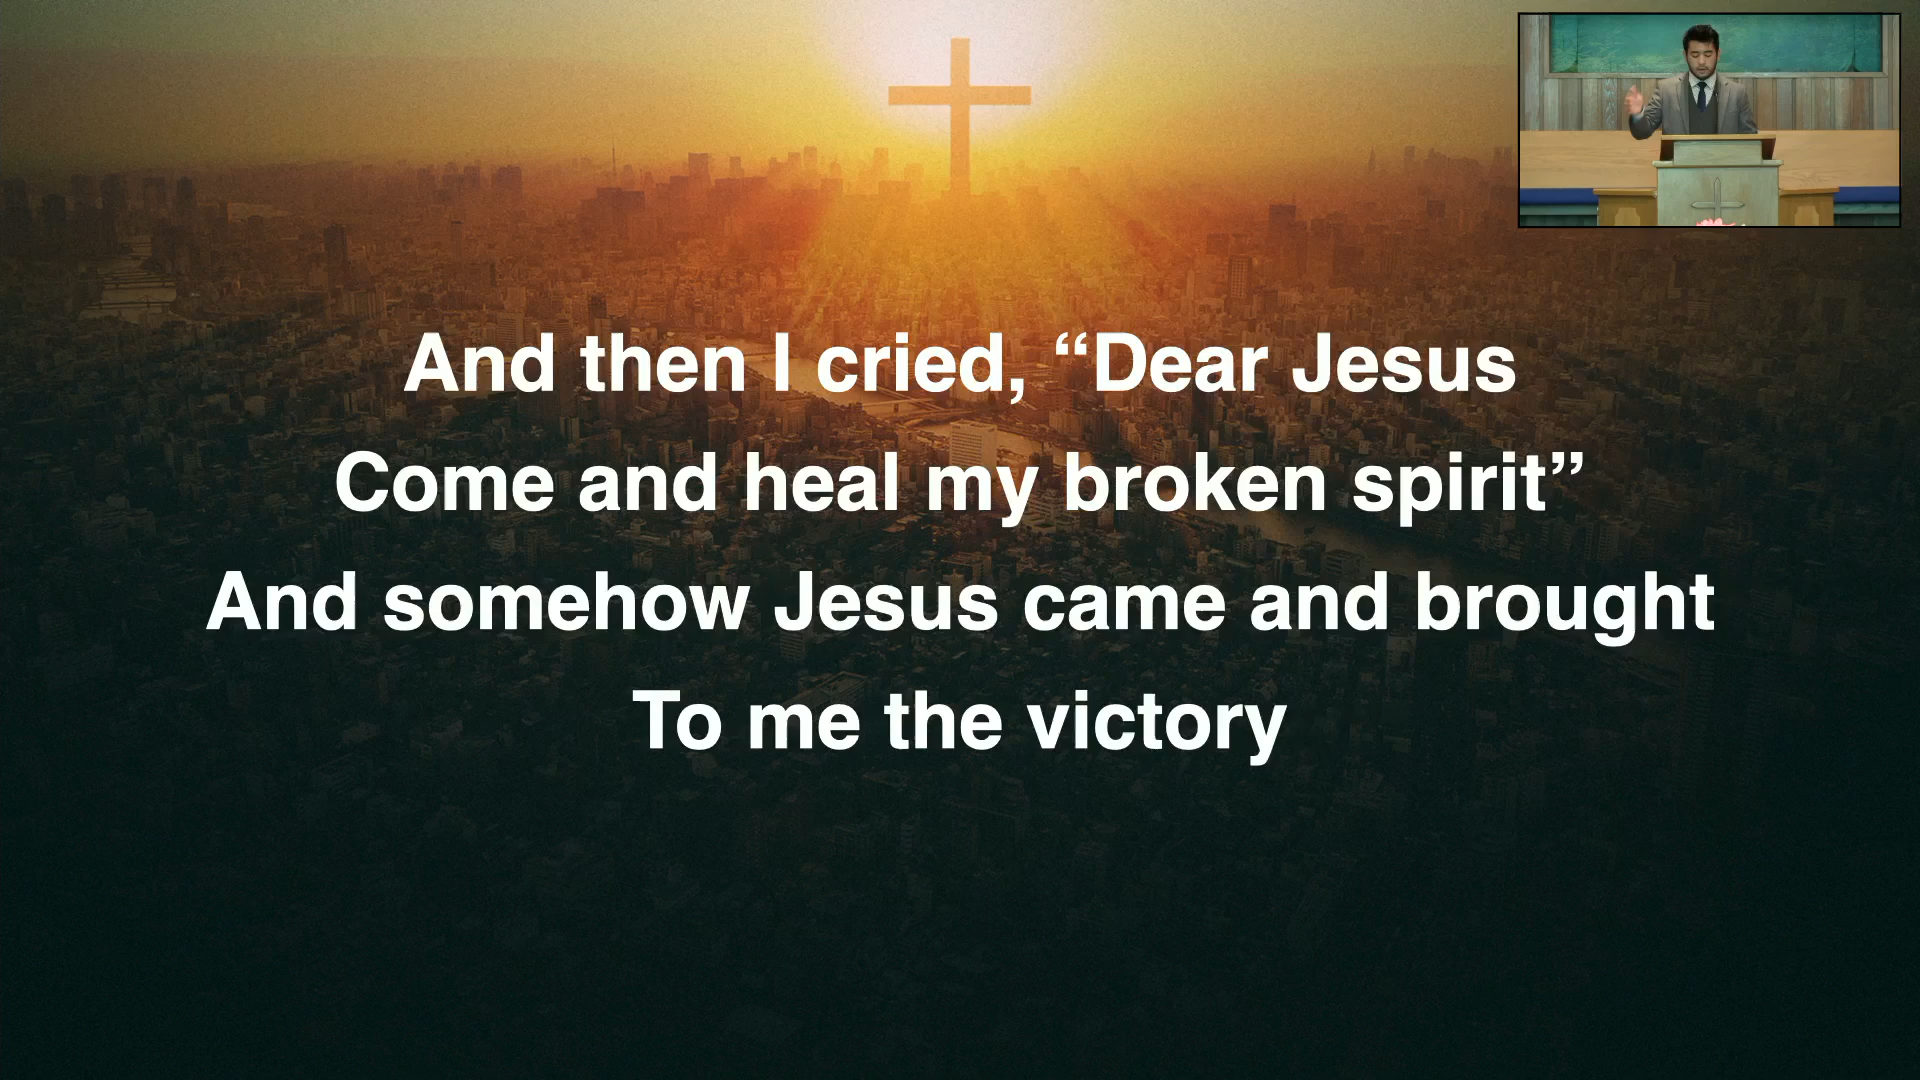 And then I cried, “Dear Jesus
Come and heal my broken spirit”
And somehow Jesus came and brought
To me the victory